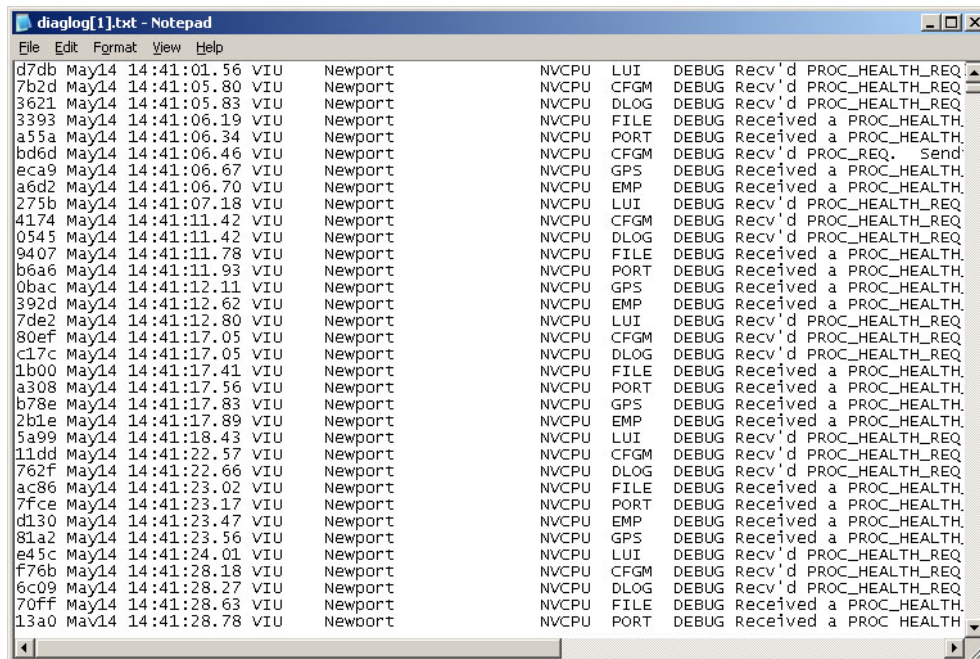 diaglog[1].txt - Notepad
File Edit Format View Help
d7db May14 14:41:01.56 VIU Newport NVCPU LUI DEBUG Recv'd PROC_HEALTH_REQ
7b2d May14 14:41:05.80 VIU Newport NVCPU CFGM DEBUG Recv'd PROC_HEALTH_REQ
3621 May14 14:41:05.83 VIU Newport NVCPU DLOG DEBUG Recv'd PROC_HEALTH_REQ
3393 May14 14:41:06.19 VIU Newport NVCPU FILE DEBUG Received a PROC_HEALTH_
a55a May14 14:41:06.34 VIU Newport NVCPU PORT DEBUG Received a PROC_HEALTH_
bd6d May14 14:41:06.46 VIU Newport NVCPU CFGM DEBUG Recv'd PROC_REQ. Send
eca9 May14 14:41:06.67 VIU Newport NVCPU GPS DEBUG Received a PROC_HEALTH_
a6d2 May14 14:41:06.70 VIU Newport NVCPU EMP DEBUG Received a PROC_HEALTH_
275b May14 14:41:07.18 VIU Newport NVCPU LUI DEBUG Recv'd PROC_HEALTH_REQ
4174 May14 14:41:11.42 VIU Newport NVCPU CFGM DEBUG Recv'd PROC_HEALTH_REQ
0545 May14 14:41:11.42 VIU Newport NVCPU DLOG DEBUG Recv'd PROC_HEALTH_REQ
9407 May14 14:41:11.78 VIU Newport NVCPU FILE DEBUG Received a PROC_HEALTH_
b6a6 May14 14:41:11.93 VIU Newport NVCPU PORT DEBUG Received a PROC_HEALTH_
0bac May14 14:41:12.11 VIU Newport NVCPU GPS DEBUG Received a PROC_HEALTH_
392d May14 14:41:12.62 VIU Newport NVCPU EMP DEBUG Received a PROC_HEALTH_
7de2 May14 14:41:12.80 VIU Newport NVCPU LUI DEBUG Recv'd PROC_HEALTH_REQ
80ef May14 14:41:17.05 VIU Newport NVCPU CFGM DEBUG Recv'd PROC_HEALTH_REQ
c17c May14 14:41:17.05 VIU Newport NVCPU DLOG DEBUG Recv'd PROC_HEALTH_REQ
1b00 May14 14:41:17.41 VIU Newport NVCPU FILE DEBUG Received a PROC_HEALTH_
a308 May14 14:41:17.56 VIU Newport NVCPU PORT DEBUG Received a PROC_HEALTH_
b78e May14 14:41:17.83 VIU Newport NVCPU GPS DEBUG Received a PROC_HEALTH_
2b1e May14 14:41:17.89 VIU Newport NVCPU EMP DEBUG Received a PROC_HEALTH_
5a99 May14 14:41:18.43 VIU Newport NVCPU LUI DEBUG Recv'd PROC_HEALTH_REQ
11dd May14 14:41:22.57 VIU Newport NVCPU CFGM DEBUG Recv'd PROC_HEALTH_REQ
762f May14 14:41:22.66 VIU Newport NVCPU DLOG DEBUG Recv'd PROC_HEALTH_REQ
ac86 May14 14:41:23.02 VIU Newport NVCPU FILE DEBUG Received a PROC_HEALTH_
7fce May14 14:41:23.17 VIU Newport NVCPU PORT DEBUG Received a PROC_HEALTH_
d130 May14 14:41:23.47 VIU Newport NVCPU EMP DEBUG Received a PROC_HEALTH_
81a2 May14 14:41:23.56 VIU Newport NVCPU GPS DEBUG Received a PROC_HEALTH_
e45c May14 14:41:24.01 VIU Newport NVCPU LUI DEBUG Recv'd PROC_HEALTH_REQ
f76b May14 14:41:28.18 VIU Newport NVCPU CFGM DEBUG Recv'd PROC_HEALTH_REQ
6c09 May14 14:41:28.27 VIU Newport NVCPU DLOG DEBUG Recv'd PROC_HEALTH_REQ
70ff May14 14:41:28.63 VIU Newport NVCPU FILE DEBUG Received a PROC_HEALTH_
13a0 May14 14:41:28.78 VIU Newport NVCPU PORT DEBUG Received a PROC_HEALTH